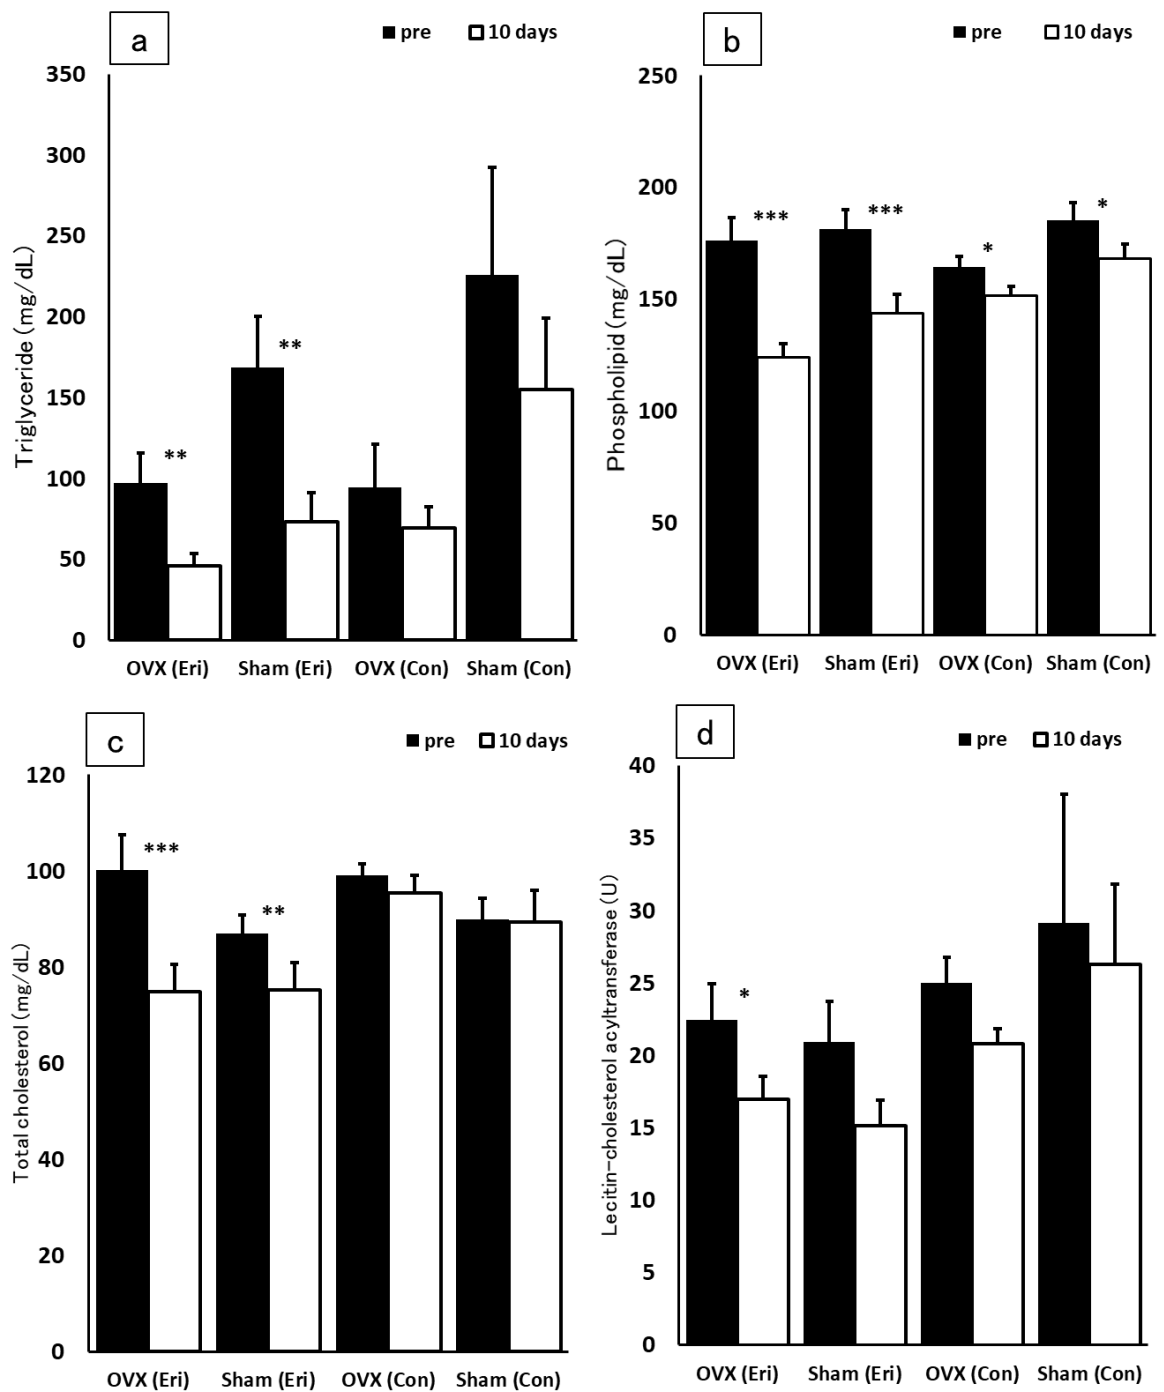 a
pre 10 days
350
300
250
200
150
100
50
0
Triglyceride (mg/dL)
**
**
OVX (Eri) Sham (Eri) OVX (Con) Sham (Con)
b
pre 10 days
250
200
150
100
50
0
Phospholipid (mg/dL)
***
***
*
*
OVX (Eri) Sham (Eri) OVX (Con) Sham (Con)
c
pre 10 days
120
100
80
60
40
20
0
Total cholesterol (mg/dL)
***
**
OVX (Eri) Sham (Eri) OVX (Con) Sham (Con)
d
pre 10 days
40
35
30
25
20
15
10
5
0
Lecitin-cholesterol acyltransferase (U)
*
OVX (Eri) Sham (Eri) OVX (Con) Sham (Con)